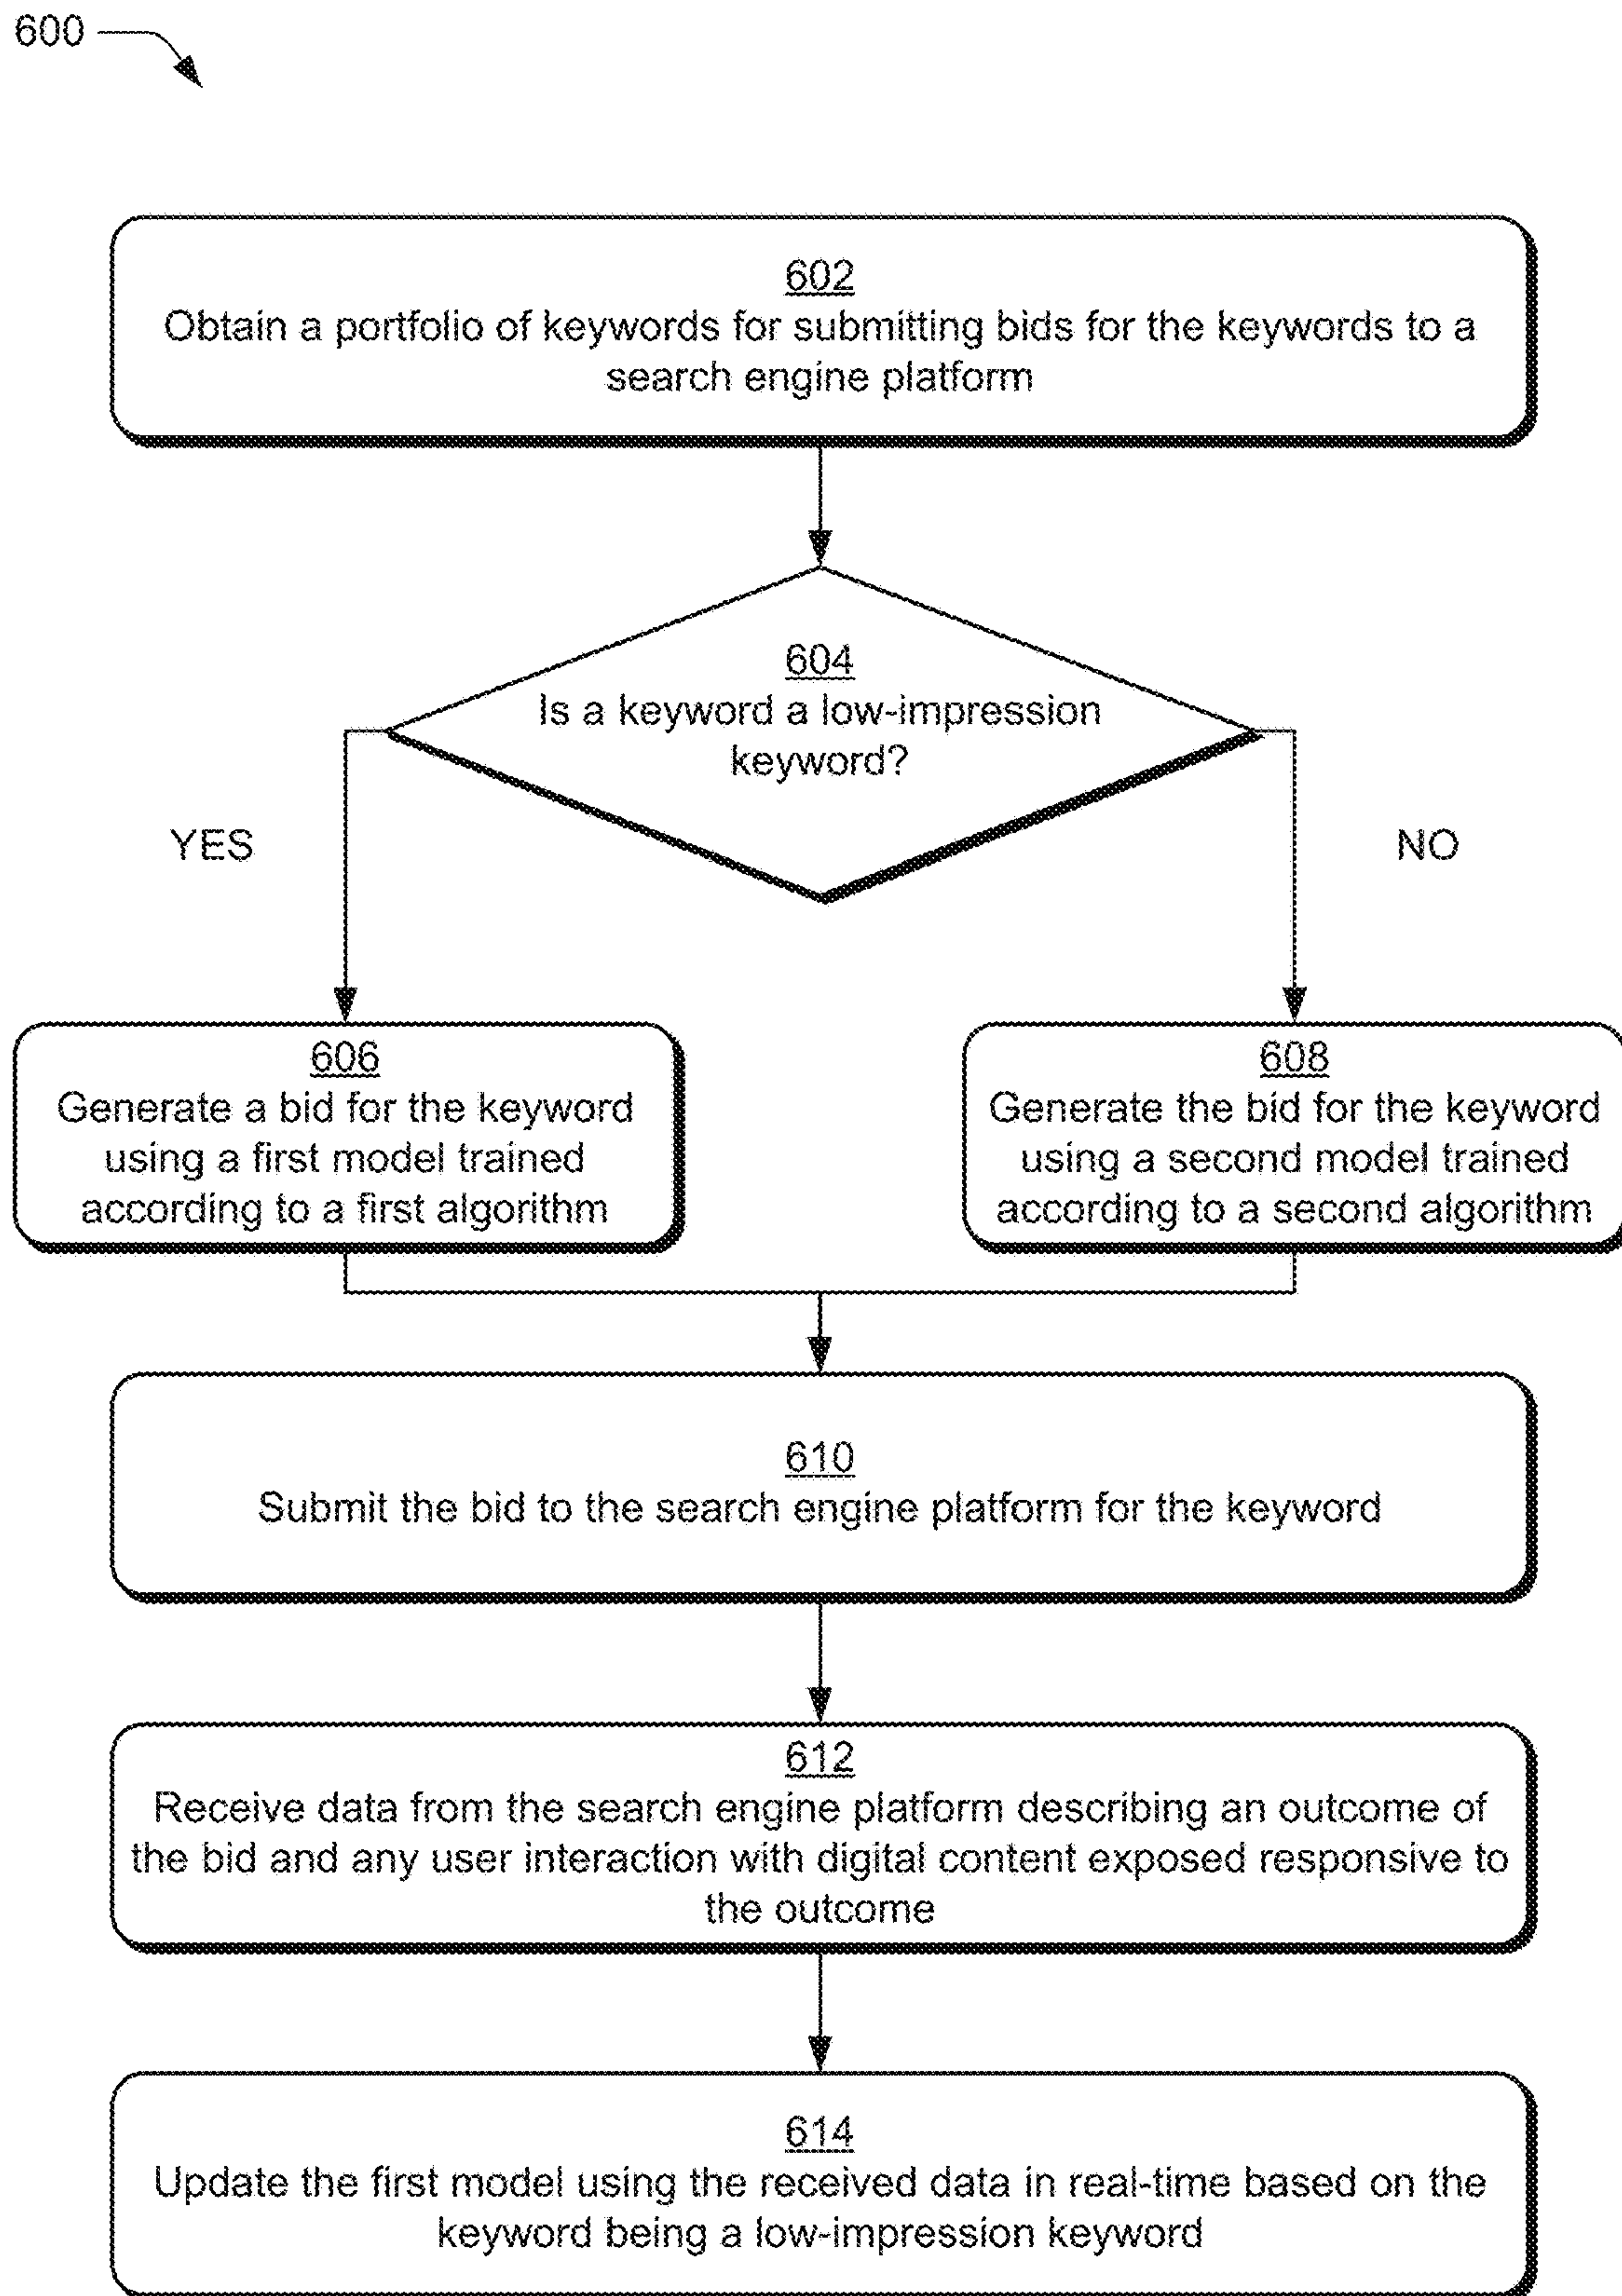 600
602
Obtain a portfolio of keywords for submitting bids for the keywords to a
search engine platform
604
Is a keyword a low-impression
keyword?
YES
NO
606
Generate a bid for the keyword
using a first model trained
according to a first algorithm
608
Generate the bid for the keyword
using a second model trained
according to a second algorithm
610
Submit the bid to the search engine platform for the keyword
612
Receive data from the search engine platform describing an outcome of
the bid and any user interaction with digital content exposed responsive to
the outcome
614
Update the first model using the received data in real-time based on the
keyword being a low-impression keyword